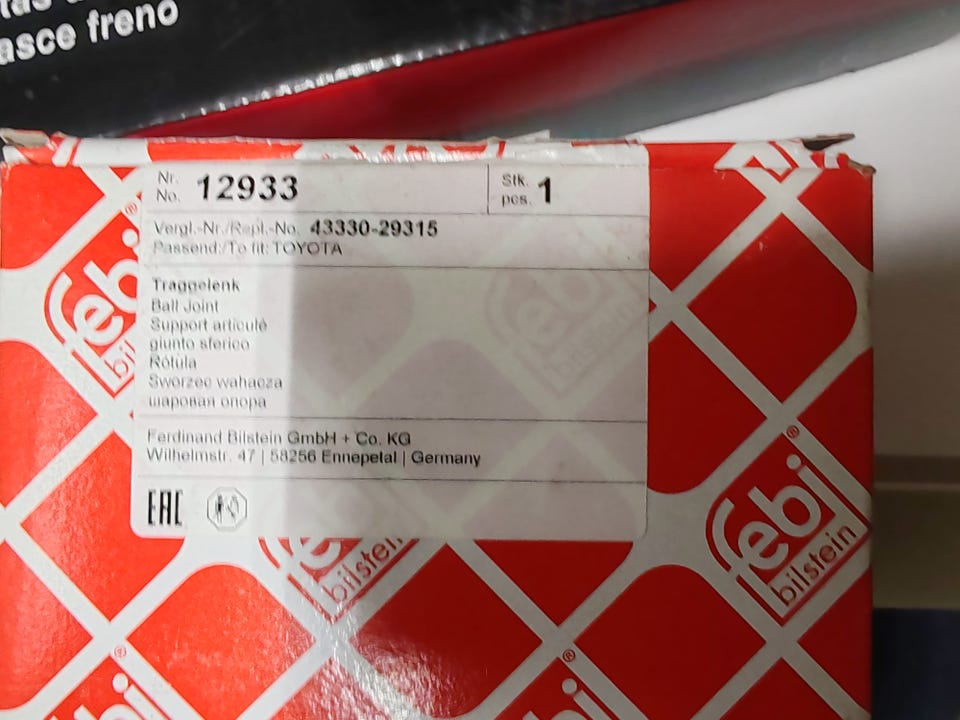 asce freno
Nr.
No. 12933
Stk.
pcs. 1
Vergl.-Nr./Repl.-No. 43330-29315
Passend:/To fit: TOYOTA
Traggelenk
Ball Joint
Support articulé
giunto sferico
Rótula
Sworzeń wahacza
шаровая опора
Ferdinand Bilstein GmbH + Co. KG
Wilhelmstr. 47 | 58256 Ennepetal | Germany
EAC
febi
bilstein
febi
bilstein
febi
bilstein